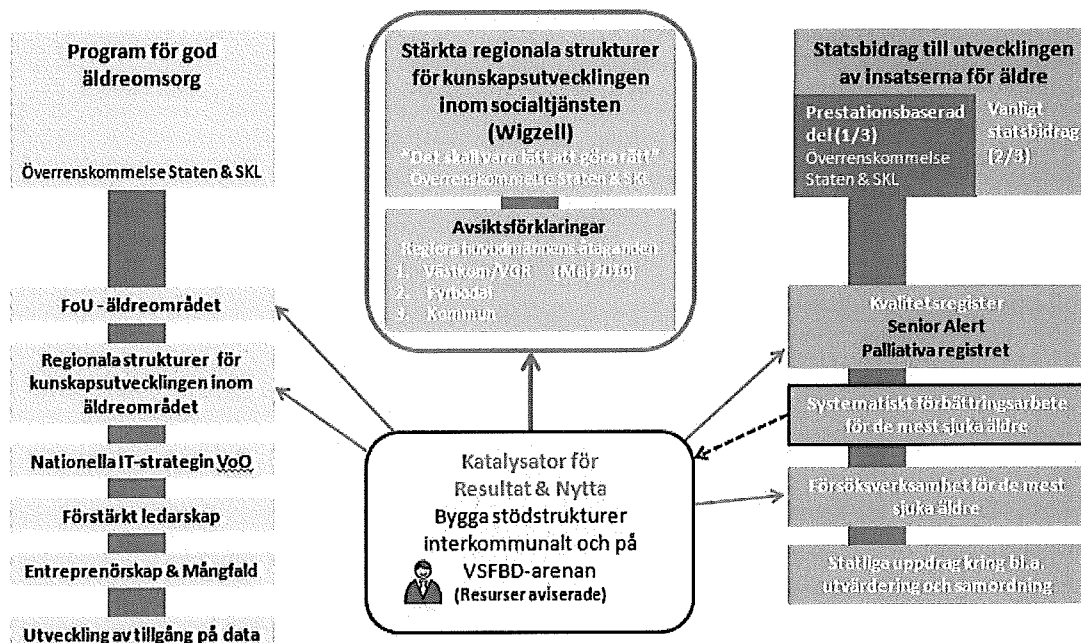 Program för god
äldreomsorg
Överrenskommelse Staten & SKL
FoU - äldreområdet
Regionala strukturer för
kunskapsutvecklingen inom
äldreområdet
Nationella IT-strategin VoO
Förstärkt ledarskap
Entreprenörskap & Mångfald
Utveckling av tillgång på data
Stärkta regionala strukturer
för kunskapsutvecklingen
inom socialtjänsten
(Wigzell)
"Det skall vara lätt att göra rätt"
Överrenskommelse Staten & SKL
Avsiktsförklaringar
Reglera huvudmännens åtaganden
1. Västkom/VGR (Maj 2010)
2. Fyrbodal
3. Kommun
Katalysator för
Resultat & Nytta
Bygga stödstrukturer
interkommunalt och på
VSFBD-arenan
(Resurser aviserade)
Statsbidrag till utvecklingen
av insatserna för äldre
Prestationsbaserad
del (1/3)
Överenskommelse
Staten & SKL
Vanligt
statsbidrag
(2/3)
Kvalitetsregister
Senior Alert
Palliativa registret
Systematiskt förbättringsarbete
för de mest sjuka äldre
Försöksverksamhet för de mest
sjuka äldre
Statliga uppdrag kring bl.a.
utvärdering och samordning